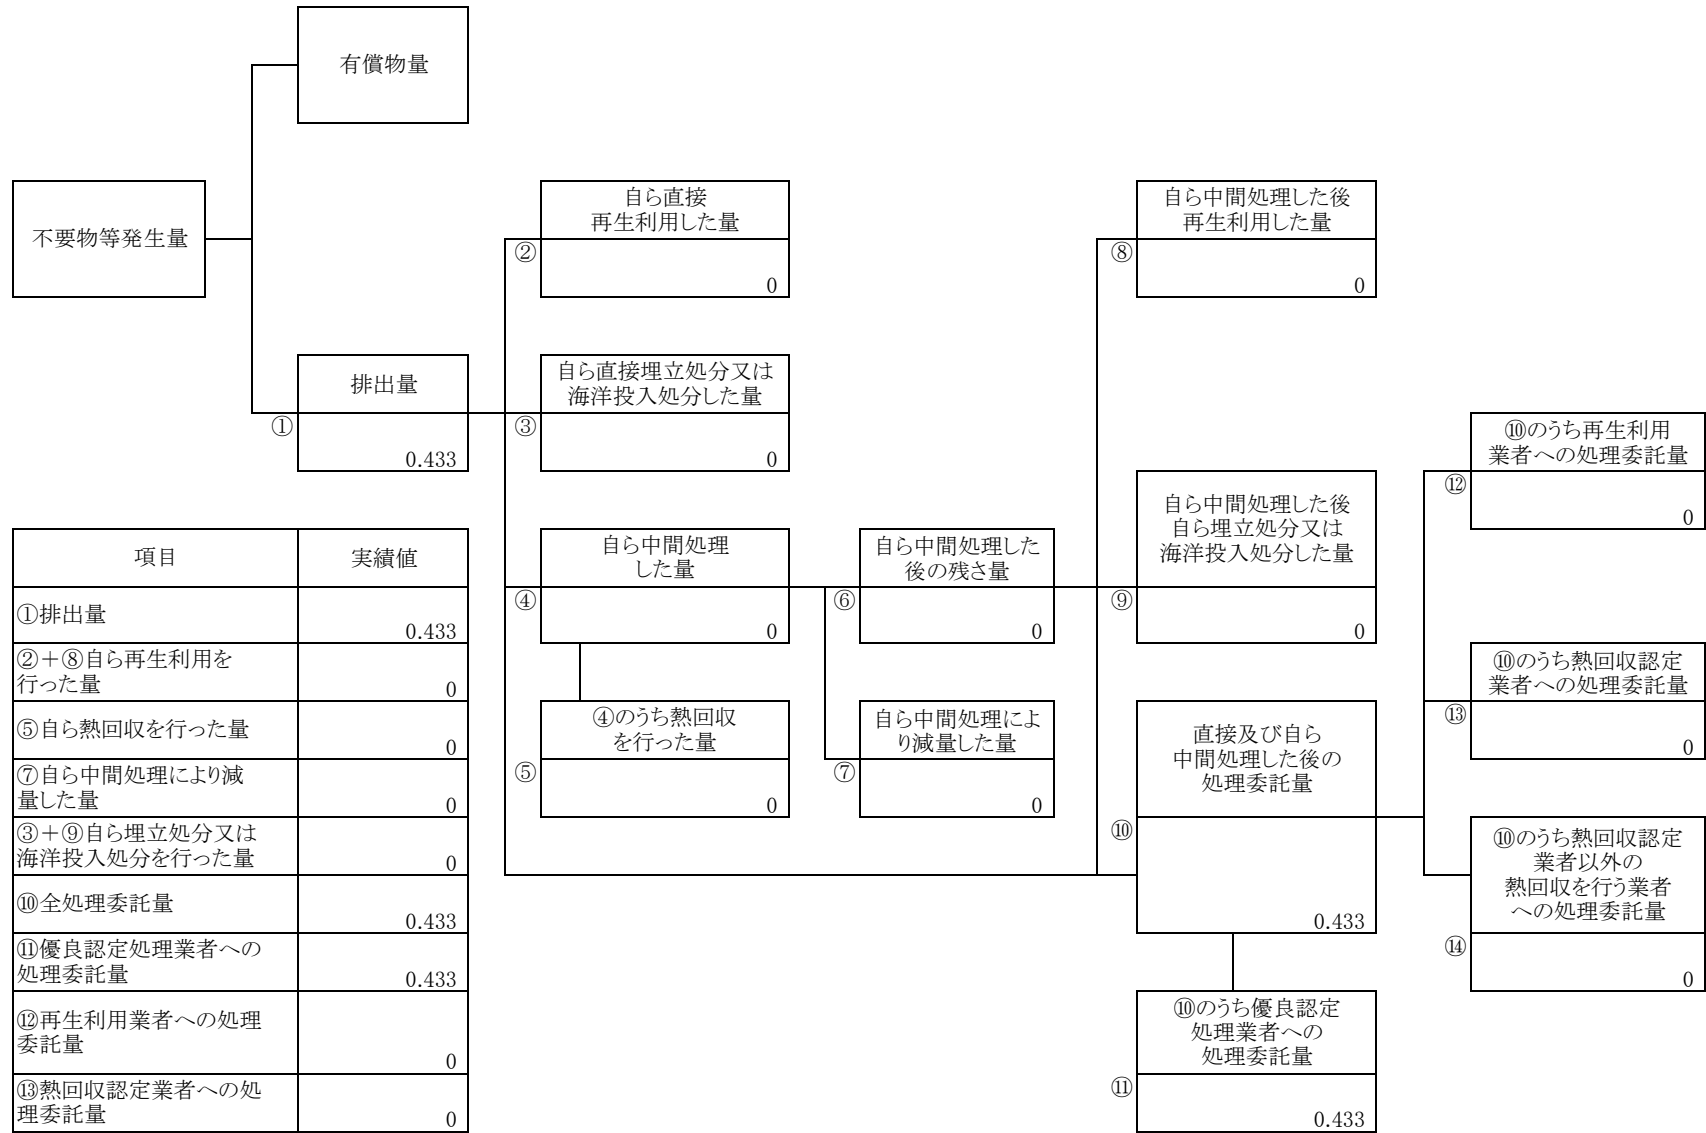 有償物量
不要物等発生量
排出量
①
0.433
自ら直接
再生利用した量
②
0
自ら直接埋立処分又は
海洋投入処分した量
③
0
自ら中間処理
した量
④
0
④のうち熱回収
を行った量
⑤
0
自ら中間処理した
後の残さ量
⑥
0
自ら中間処理によ
り減量した量
⑦
0
自ら中間処理した後
再生利用した量
⑧
0
自ら中間処理した後
自ら埋立処分又は
海洋投入処分した量
⑨
0
直接及び自ら
中間処理した後の
処理委託量
⑩
0.433
⑩のうち優良認定
処理業者への
処理委託量
⑪
0.433
⑩のうち再生利用
業者への処理委託量
⑫
0
⑩のうち熱回収認定
業者への処理委託量
⑬
0
⑩のうち熱回収認定
業者以外の
熱回収を行う業者
への処理委託量
⑭
0
項目 実績値
①排出量
0.433
②＋⑧自ら再生利用を
行った量
0
⑤自ら熱回収を行った量
0
⑦自ら中間処理により減
量した量
0
③＋⑨自ら埋立処分又は
海洋投入処分を行った量
0
⑩全処理委託量
0.433
⑪優良認定処理業者への
処理委託量
0.433
⑫再生利用業者への処理
委託量
0
⑬熱回収認定業者への処
理委託量
0